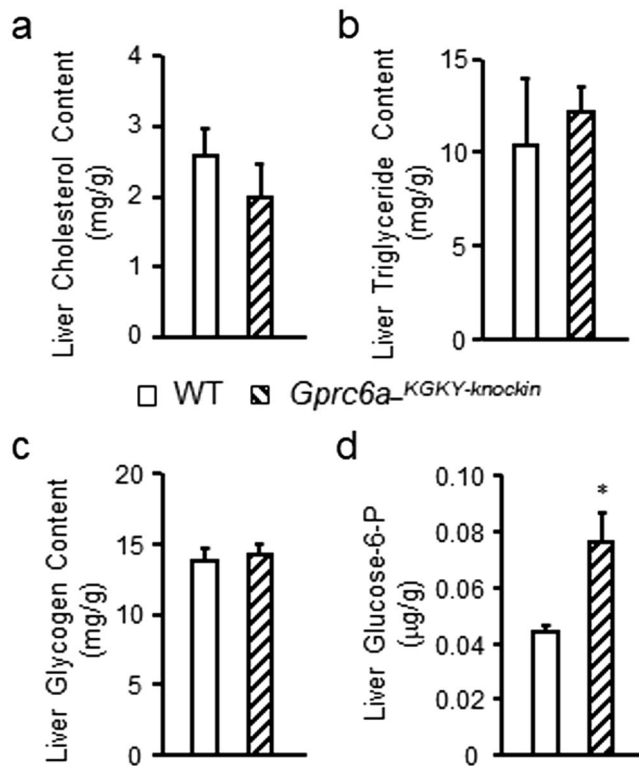 a
Liver Cholesterol Content
(mg/g)
4
3
2
1
0
b
Liver Triglyceride Content
(mg/g)
15
10
5
0
WT Gprc6a_KGKY-knockin
c
Liver Glycogen Content
(mg/g)
20
15
10
5
0
d
Liver Glucose-6-P
(µg/g)
0.10
0.08
0.06
0.04
0.02
0
*